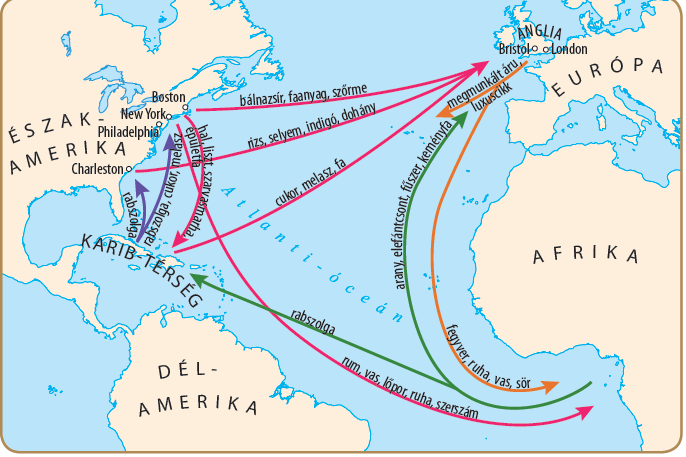 ANGLIA
Bristol
London
EURÓPA
megmunkált áru
luxuscikk
Boston
New York
Philadelphia
Charleston
ÉSZAK-
AMERIKA
bálnazsír, faanyag, szőrme
rizs, selyem, indigó, dohány
cukor, melasz, fa
hal, liszt, szarvasmarha,
épületfa
rabszolga, cukor, melasz
rabszolga
KARIB-TÉRSÉG
Atlanti-óceán
arany, elefántcsont, fűszer, keményfa
AFRIKA
rabszolga
fegyver, ruha, vas, sör
rum, vas, lőpor, ruha, szerszám
DÉL-
AMERIKA